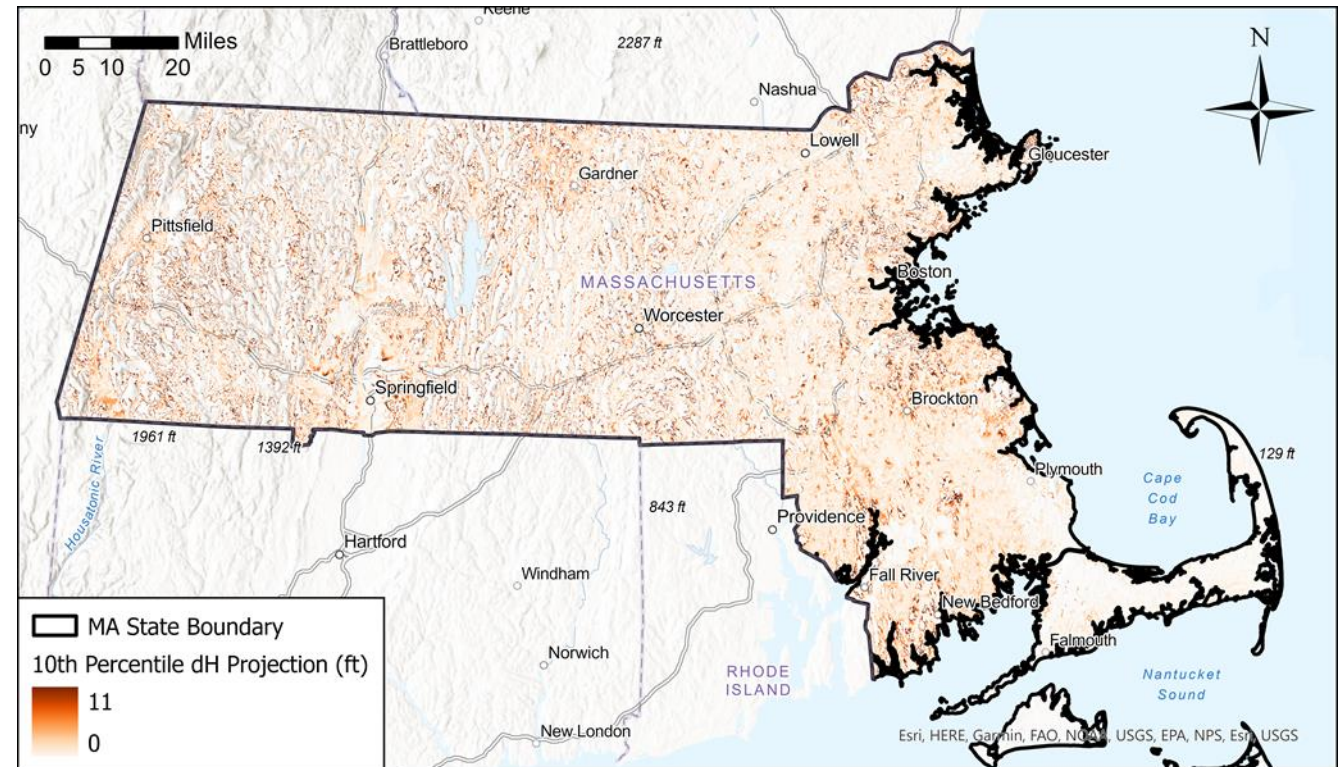 Keene
Miles
0 5 10 20
Brattleboro
2287 ft
N
Nashua
ny
Lowell
Gloucester
Gardner
Pittsfield
Boston
MASSACHUSETTS
Worcester
Springfield
Brockton
1961 ft
1392 ft
129 ft
Plymouth
Cape
Cod
Bay
Housatonic River
843 ft
Providence
Hartford
Windham
Fall River
New Bedford
MA State Boundary
Falmouth
10th Percentile dH Projection (ft)
Norwich
RHODE
ISLAND
Nantucket
Sound
11
0
New London
Esri, HERE, Garmin, FAO, NOAA, USGS, EPA, NPS, Esri, USGS